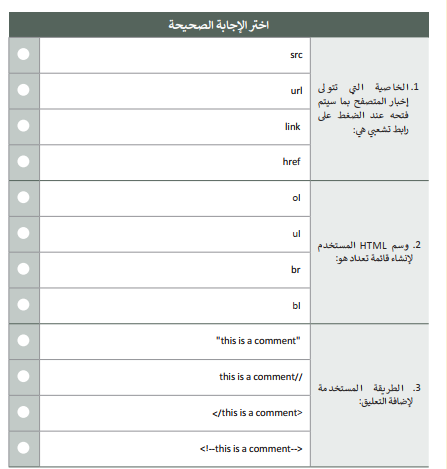 اختر الإجابة الصحيحة
1. الخاصية التي تتولى
إخبار المتصفح بما سيتم
فتحه عند الضغط على
رابط تشعبي هي:
src
url
link
href
2. وسم HTML المستخدم
لإنشاء قائمة تعداد هو:
ol
ul
br
bl
3. الطريقة المستخدمة
لإضافة التعليق:
"this is a comment"
this is a comment//
</this is a comment>
<!--this is a comment-->